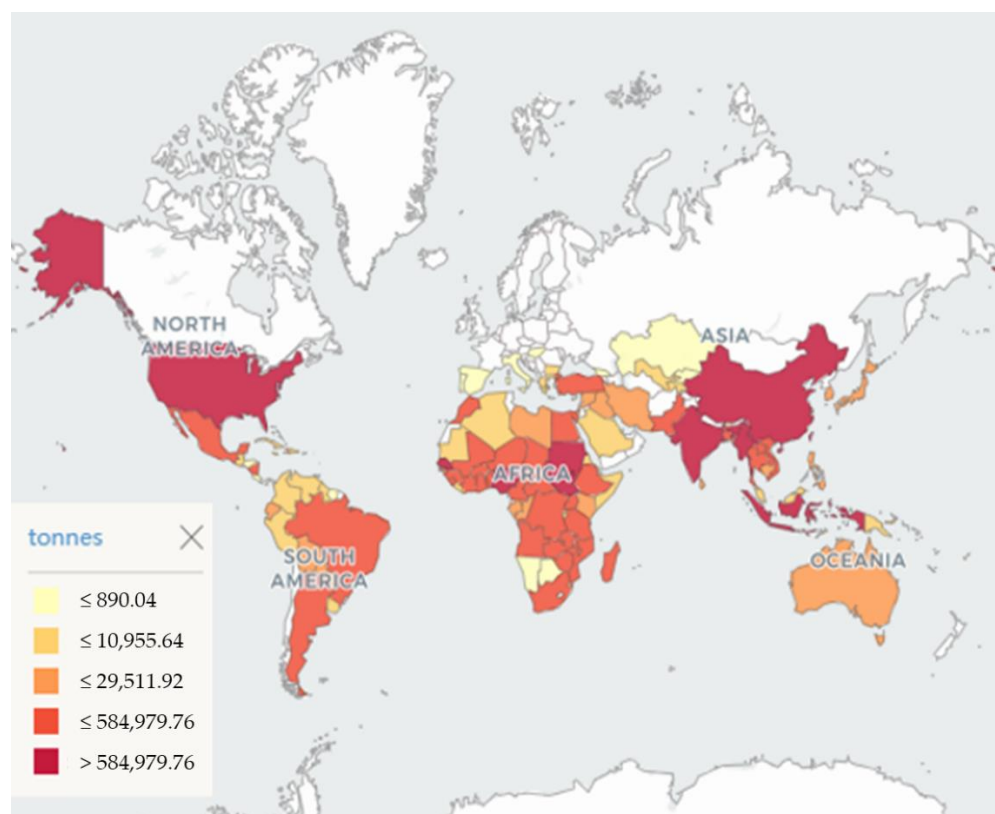 NORTH
AMERICA
ASIA
AFRICA
SOUTH
AMERICA
OCEANIA
tonnes
≤ 890.04
≤ 10,955.64
≤ 29,511.92
≤ 584,979.76
> 584,979.76